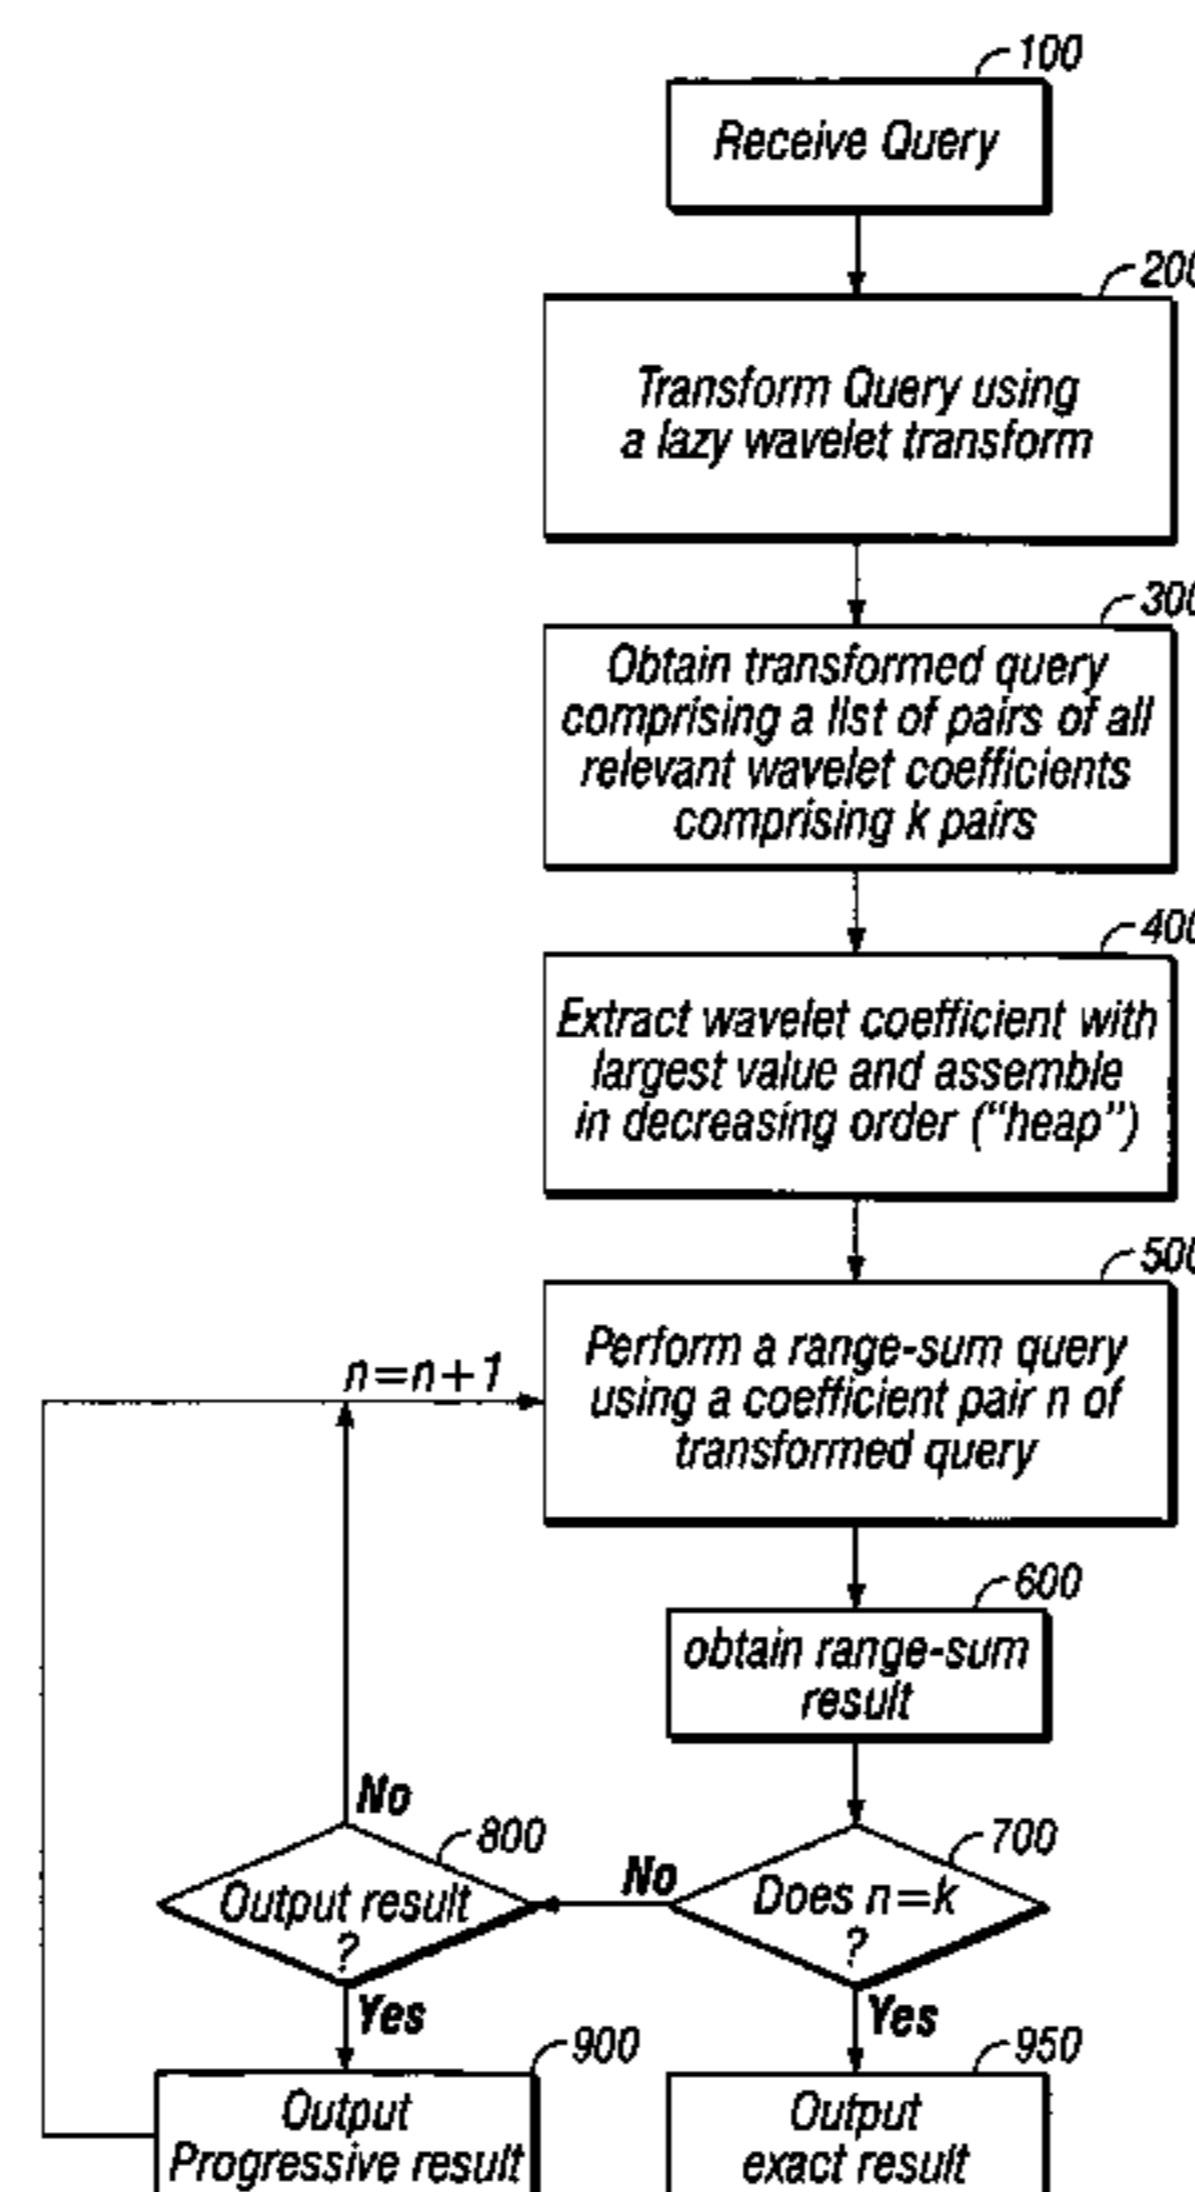 100
Receive Query
200
Transform Query using
a lazy wavelet transform
300
Obtain transformed query
comprising a list of pairs of all
relevant wavelet coefficients
comprising k pairs
400
Extract wavelet coefficient with
largest value and assemble
in decreasing order (“heap”)
500
n=n+1
Perform a range-sum query
using a coefficient pair n of
transformed query
600
obtain range-sum
result
No
800
Output result
?
No
700
Does n=k
?
Yes
Yes
900
Output
Progressive result
950
Output
exact result